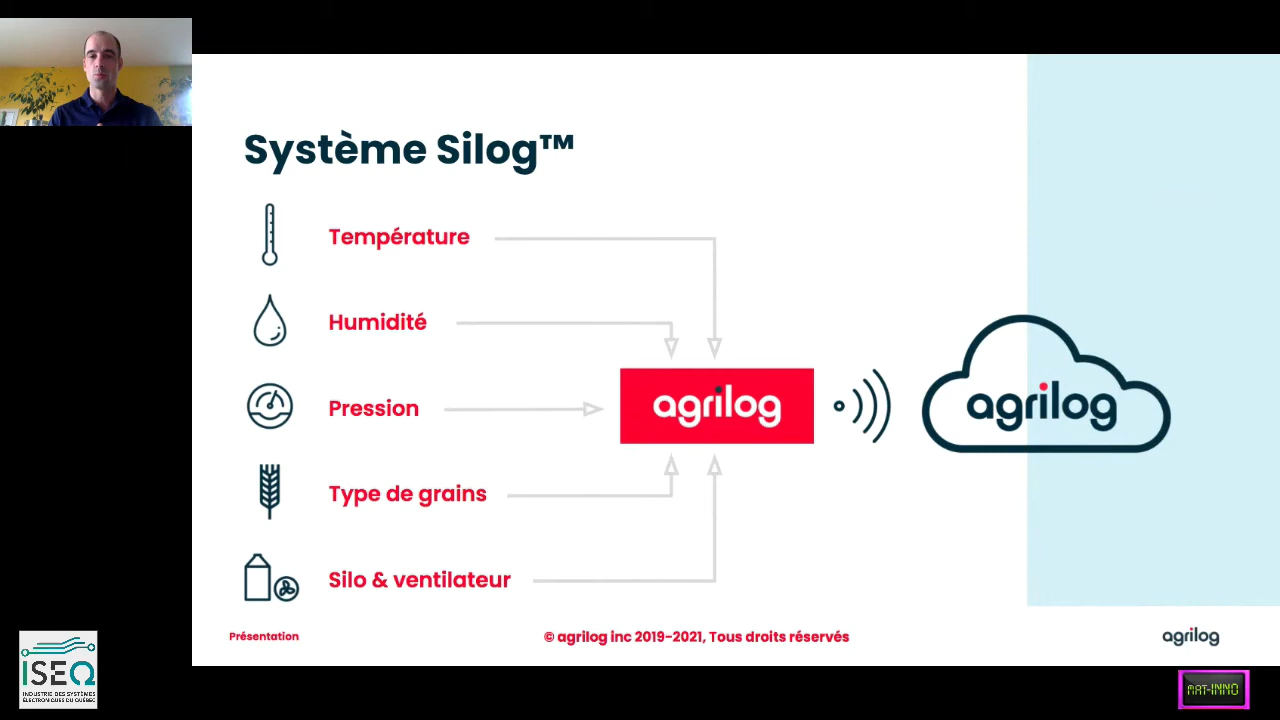 Système Silog™
Température
Humidité
Pression
Type de grains
Silo & ventilateur
agrilog
agrilog
Présentation
© agrilog inc 2019-2021, Tous droits réservés
agrilog
ISEQ
INDUSTRIE DES SYSTÈMES
ÉLECTRONIQUES DU QUÉBEC
MAT-INNO